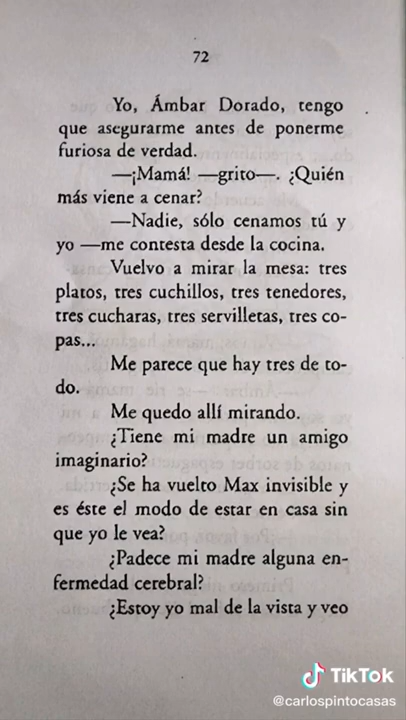 72
Yo, Ámbar Dorado, tengo
que asegurarme antes de ponerme
furiosa de verdad.
—¡Mamá! —grito—. ¿Quién
más viene a cenar?
—Nadie, sólo cenamos tú y
yo —me contesta desde la cocina.
Vuelvo a mirar la mesa: tres
platos, tres cuchillos, tres tenedores,
tres cucharas, tres servilletas, tres co-
pas...
Me parece que hay tres de to-
do.
Me quedo allí mirando.
¿Tiene mi madre un amigo
imaginario?
¿Se ha vuelto Max invisible y
es éste el modo de estar en casa sin
que yo le vea?
¿Padece mi madre alguna en-
fermedad cerebral?
¿Estoy yo mal de la vista y veo
TikTok
@carlospintocasas